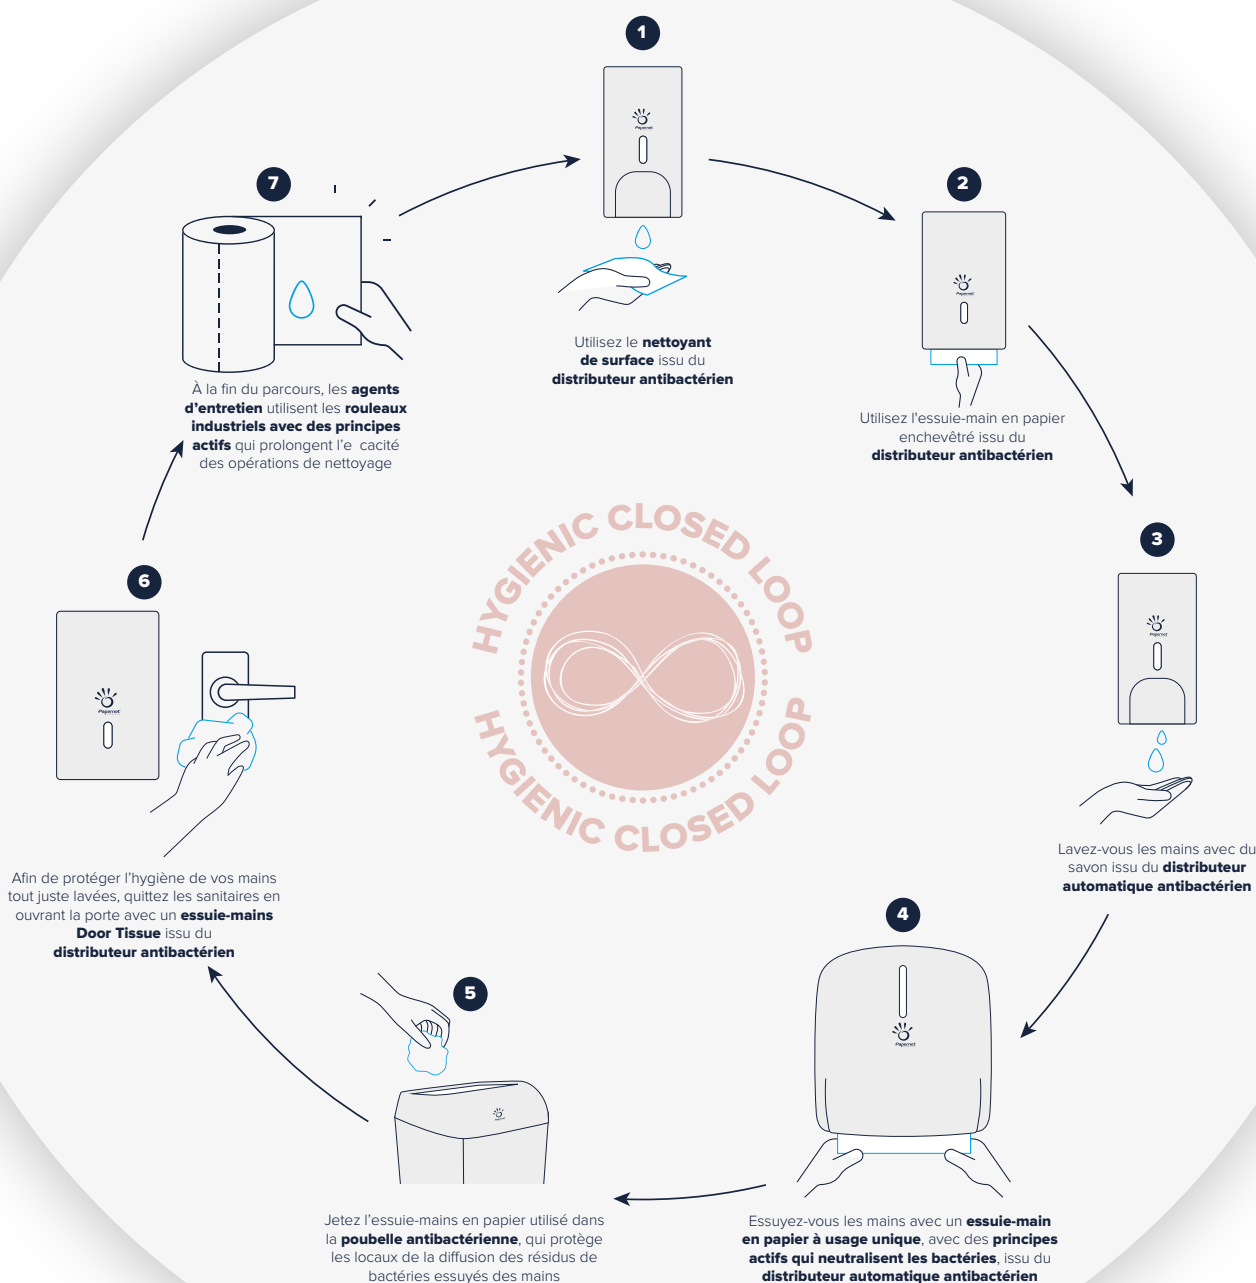 1
Papernet
Utilisez le nettoyant
de surface issu du
distributeur antibactérien
2
Papernet
Utilisez l'essuie-main en papier
enchevêtré issu du
distributeur antibactérien
3
Papernet
Lavez-vous les mains avec du
savon issu du distributeur
automatique antibactérien
4
Papernet
Essuyez-vous les mains avec un essuie-main
en papier à usage unique, avec des principes
actifs qui neutralisent les bactéries, issu du
distributeur automatique antibactérien
5
Jetez l’essuie-mains en papier utilisé dans
la poubelle antibactérienne, qui protège
les locaux de la diffusion des résidus de
bactéries essuyés des mains
6
Papernet
Afin de protéger l’hygiène de vos mains
tout juste lavées, quittez les sanitaires en
ouvrant la porte avec un essuie-mains
Door Tissue issu du
distributeur antibactérien
7
À la fin du parcours, les agents
d’entretien utilisent les rouleaux
industriels avec des principes
actifs qui prolongent l’e cacité
des opérations de nettoyage
HYGIENIC CLOSED LOOP
HYGIENIC CLOSED LOOP